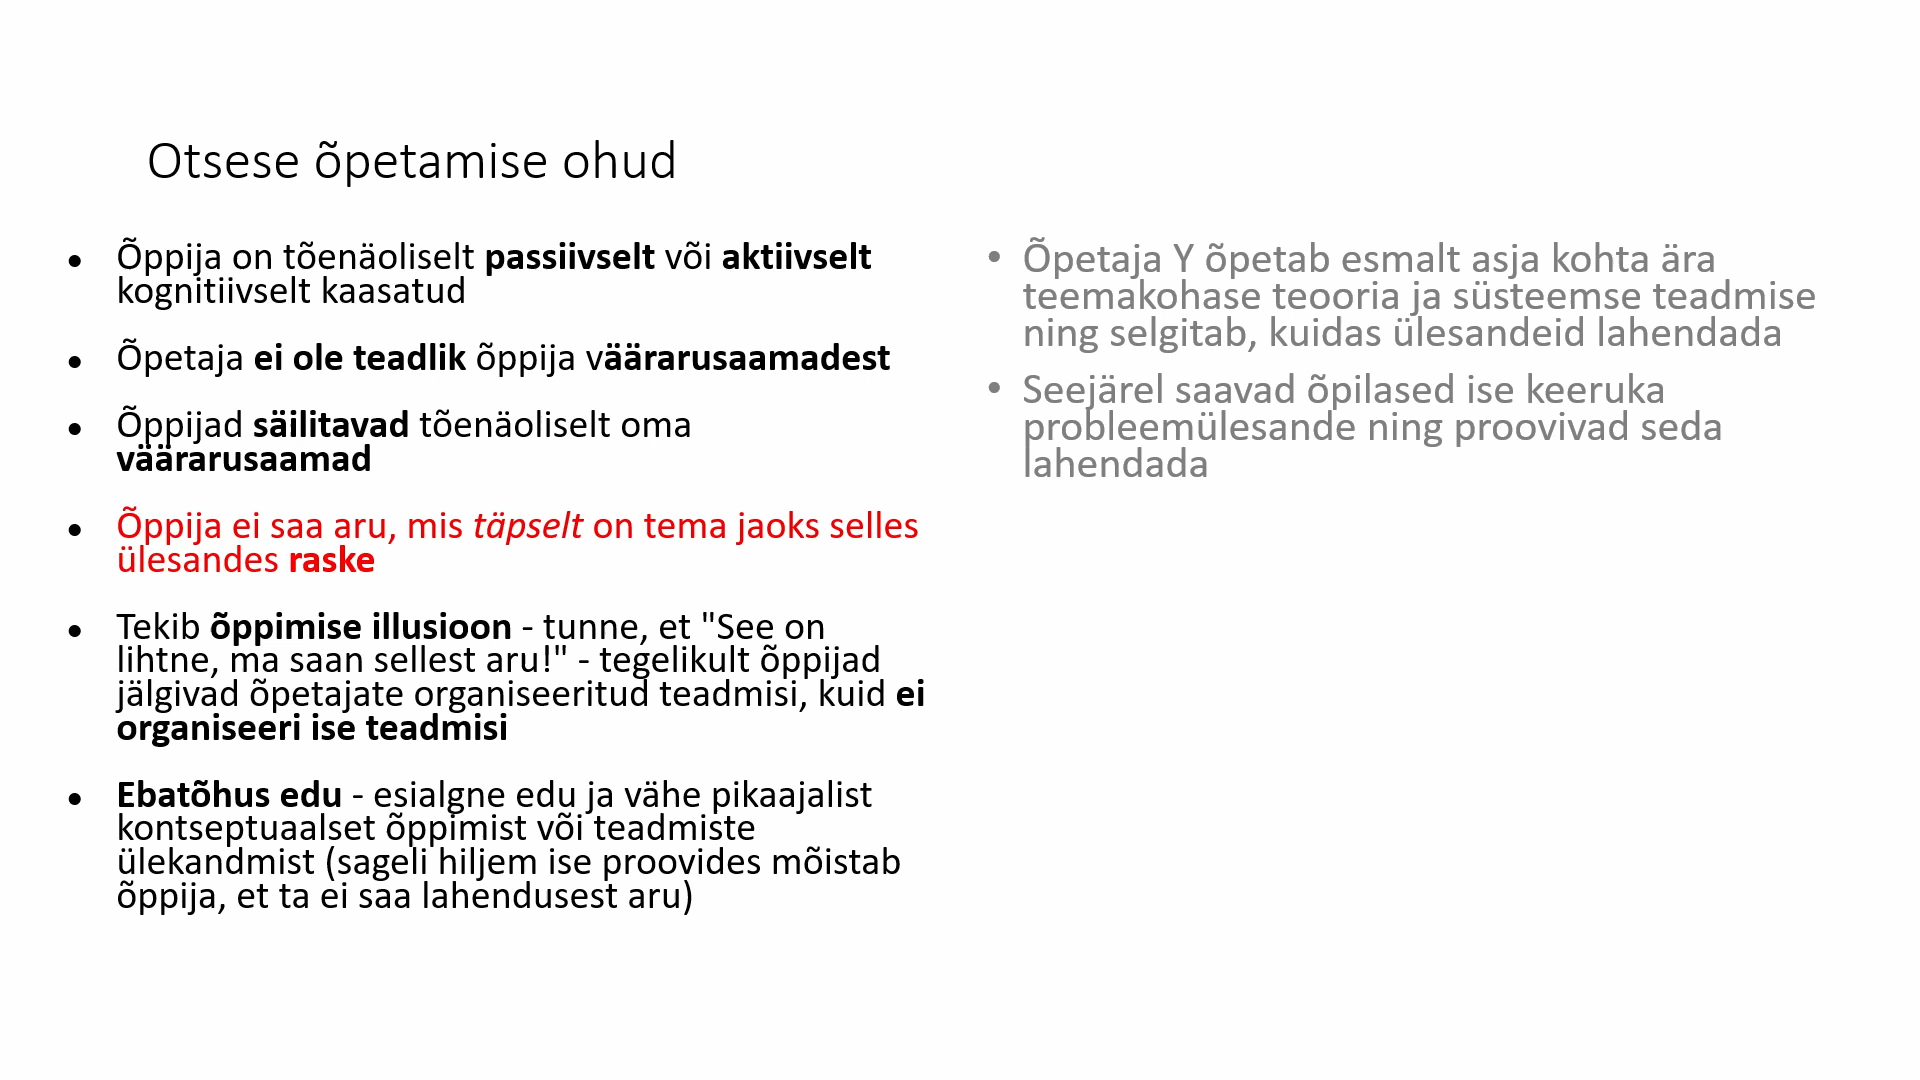 Otsese õpetamise ohud
● Õppija on tõenäoliselt passiivselt või aktiivselt
kognitiivselt kaasatud
● Õpetaja ei ole teadlik õppija väärarusaamadest
● Õppijad säilitavad tõenäoliselt oma
väärarusaamad
● Õppija ei saa aru, mis täpselt on tema jaoks selles
ülesandes raske
● Tekib õppimise illusioon - tunne, et "See on
lihtne, ma saan sellest aru!" - tegelikult õppijad
jälgivad õpetajate organiseeritud teadmisi, kuid ei
organiseeri ise teadmisi
● Ebatõhus edu - esialgne edu ja vähe pikaajalist
kontseptuaalset õppimist või teadmiste
ülekandmist (sageli hiljem ise proovides mõistab
õppija, et ta ei saa lahendusest aru)
• Õpetaja Y õpetab esmalt asja kohta ära
teemakohase teooria ja süsteemse teadmise
ning selgitab, kuidas ülesandeid lahendada
• Seejärel saavad õpilased ise keeruka
probleemülesande ning proovivad seda
lahendada